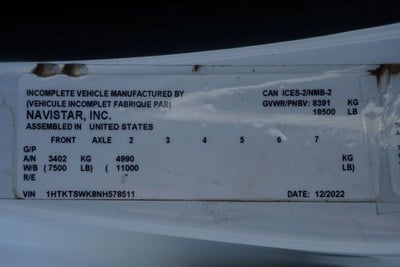 INCOMPLETE VEHICLE MANUFACTURED BY CAN ICES-2/NMB-2
(VEHICULE INCOMPLET FABRIQUE PAR) GVWR/PNBV: 8391 KG
NAVISTAR, INC. 18500 LB
ASSEMBLED IN UNITED STATES
FRONT AXLE 2 3 4 5 6 7
G/P
A/N 3402 KG 4990
W/B ( 7500 LB) ( 11000
R/E
VIN 1HTKTSWK8NH578511 DATE: 12/2022